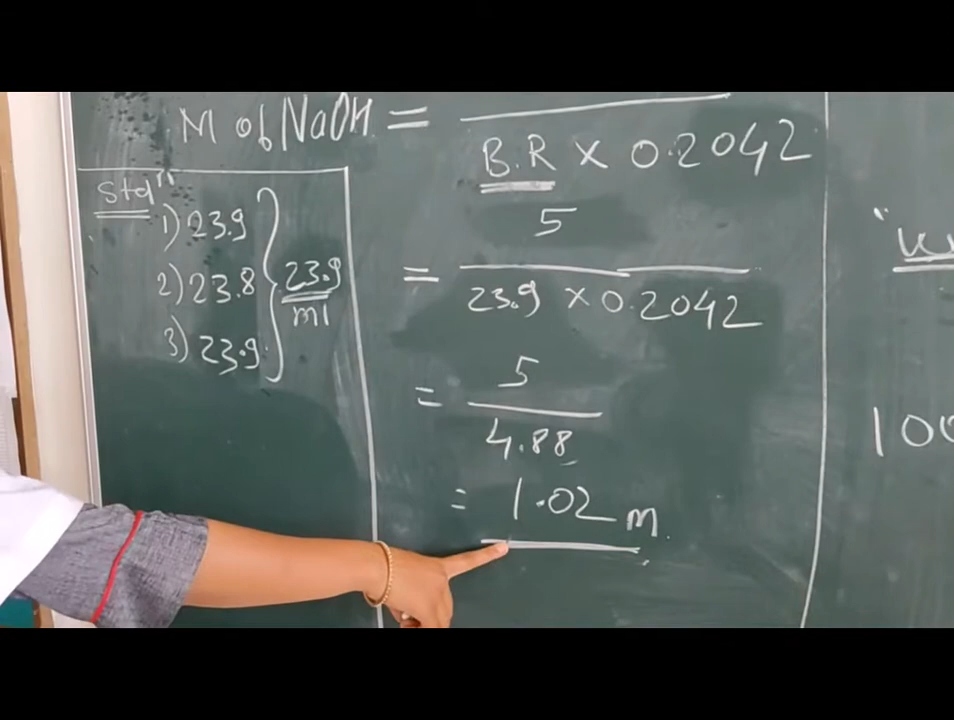 M of NaOH =
B.R × 0.2042
Std"
1) 23.9
2) 23.8
3) 23.9
23.9
ml
5
=
23.9 × 0.2042
5
=
4.88
= 1.02 m
100